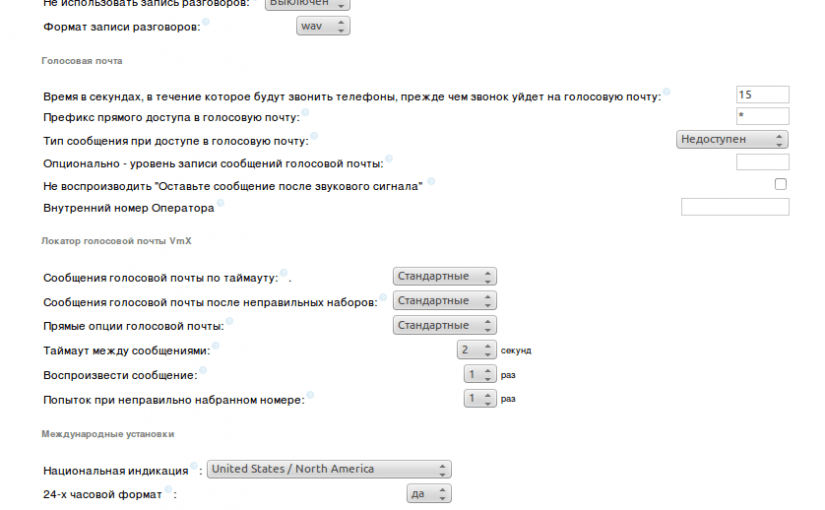 Не использовать запись разговоров: Выключен
Формат записи разговоров: wav
Голосовая почта
Время в секундах, в течение которое будут звонить телефоны, прежде чем звонок уйдет на голосовую почту: 15
Префикс прямого доступа в голосовую почту: *
Тип сообщения при доступе в голосовую почту: Недоступен
Опционально - уровень записи сообщений голосовой почты:
Не воспроизводить "Оставьте сообщение после звукового сигнала"
Внутренний номер Оператора
Локатор голосовой почты VmX
Сообщения голосовой почты по таймауту: . Стандартные
Сообщения голосовой почты после неправильных наборов: Стандартные
Прямые опции голосовой почты: Стандартные
Таймаут между сообщениями: 2 секунд
Воспроизвести сообщение: 1 раз
Попыток при неправильно набранном номере: 1 раз
Международные установки
Национальная индикация : United States / North America
24-х часовой формат : да